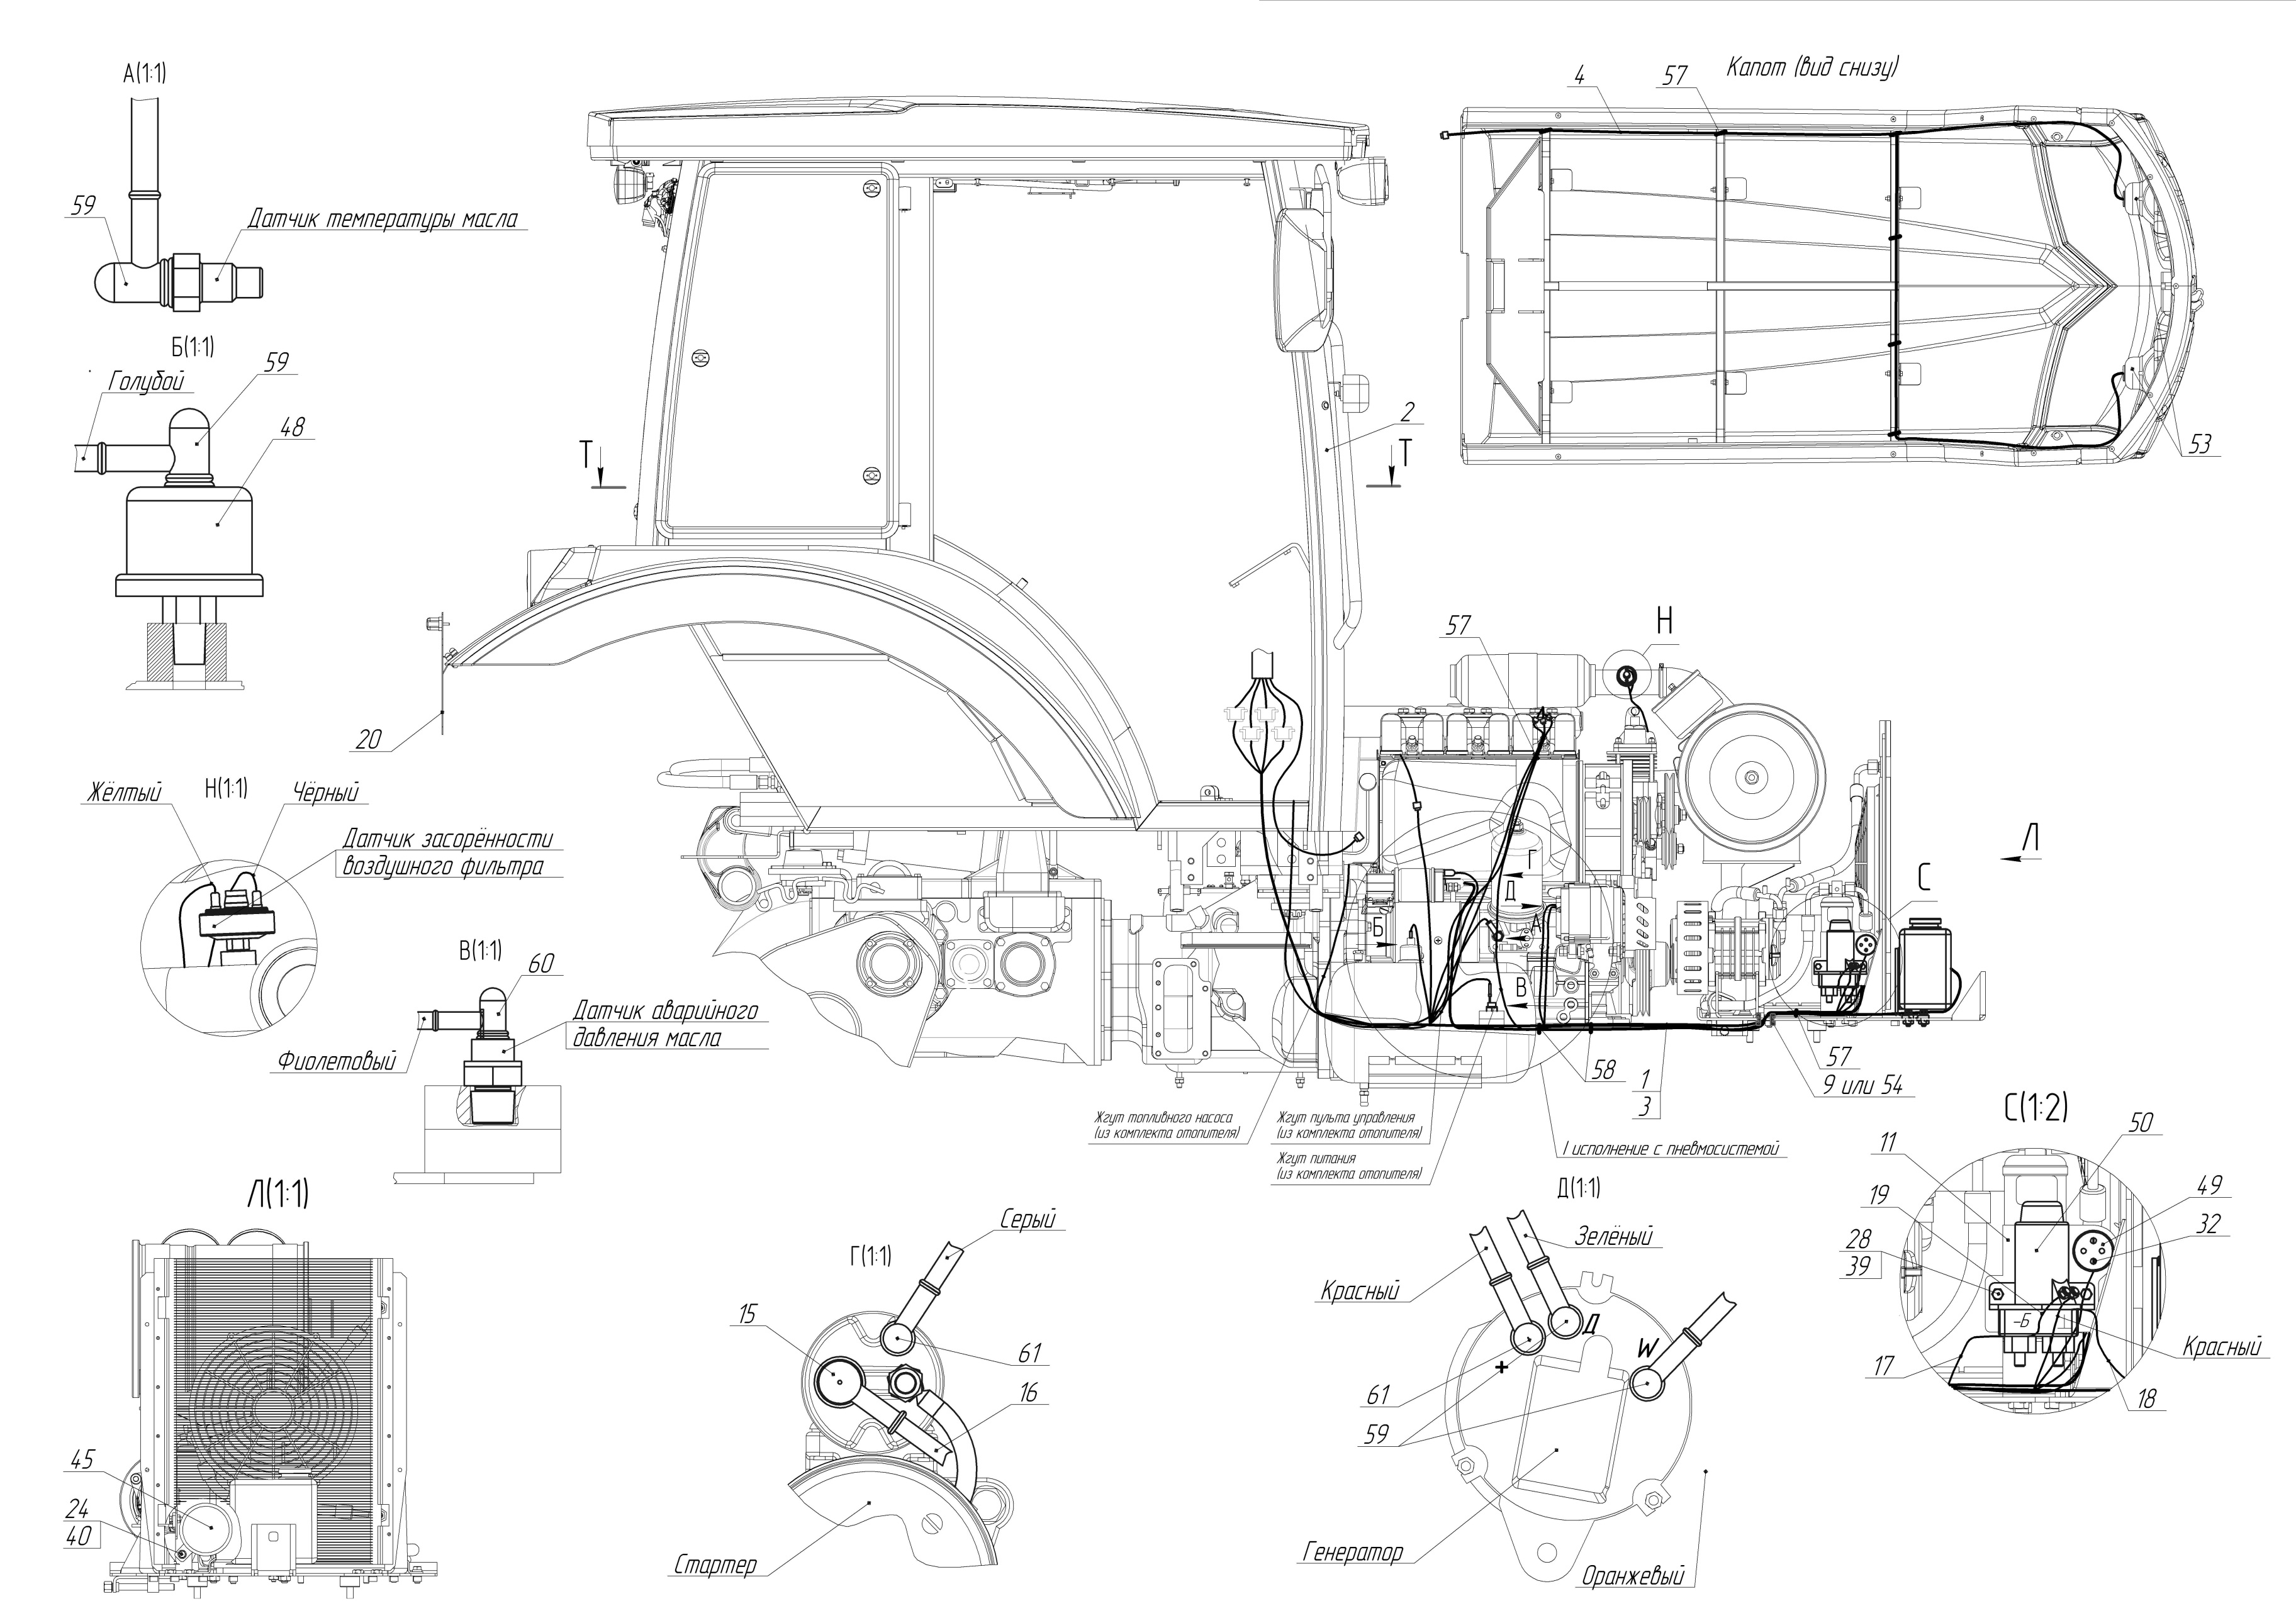 А(1:1)
59
Датчик температуры масла
Б(1:1)
Голубой
59
48
20
Н(1:1)
Жёлтый
Чёрный
Датчик засорённости
воздушного фильтра
В(1:1)
60
Датчик аварийного
давления масла
Фиолетовый
Т
Т
2
4
57
Капот (вид снизу)
53
57
Н
Г
Д
А
Б
В
С
Л
58
1
3
57
9 или 54
Жгут топливного насоса
(из комплекта отопителя)
Жгут пульта управления
(из комплекта отопителя)
Жгут питания
(из комплекта отопителя)
I исполнение с пневмосистемой
Л(1:1)
45
24
40
Г(1:1)
Серый
15
61
16
Стартер
Д(1:1)
Красный
Зелёный
Д
W
+
61
59
Генератор
Оранжевый
С(1:2)
50
11
19
49
32
28
39
-Б
17
Красный
18